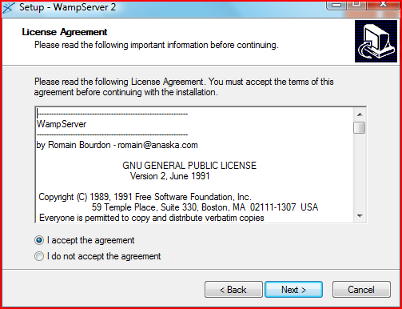 Setup - WampServer 2
License Agreement
Please read the following important information before continuing.
Please read the following License Agreement. You must accept the terms of this
agreement before continuing with the installation.
------------------------------------------------------------
WampServer
------------------------------------------------------------
by Romain Bourdon - romain@anaska.com
GNU GENERAL PUBLIC LICENSE
Version 2, June 1991
Copyright (C) 1989, 1991 Free Software Foundation, Inc.
59 Temple Place, Suite 330, Boston, MA 02111-1307 USA
Everyone is permitted to copy and distribute verbatim copies
I accept the agreement
I do not accept the agreement
< Back
Next >
Cancel